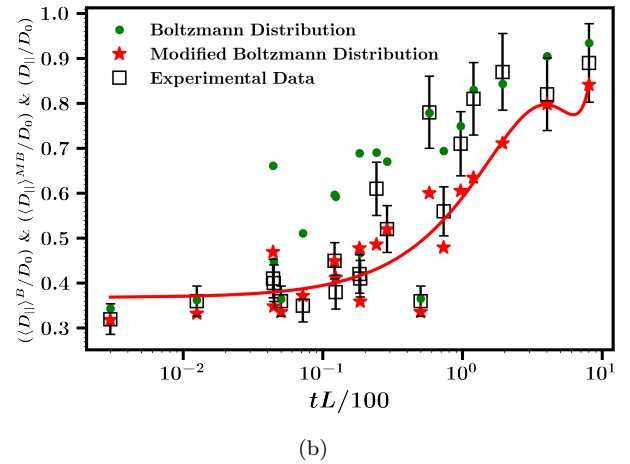 (⟨D∥⟩^B/D₀) & (⟨D∥⟩^MB/D₀) & (D∥/D₀)
1.0
0.9
0.8
0.7
0.6
0.5
0.4
0.3
Boltzmann Distribution
Modified Boltzmann Distribution
Experimental Data
10⁻² 10⁻¹ 10⁰ 10¹
tL/100
(b)